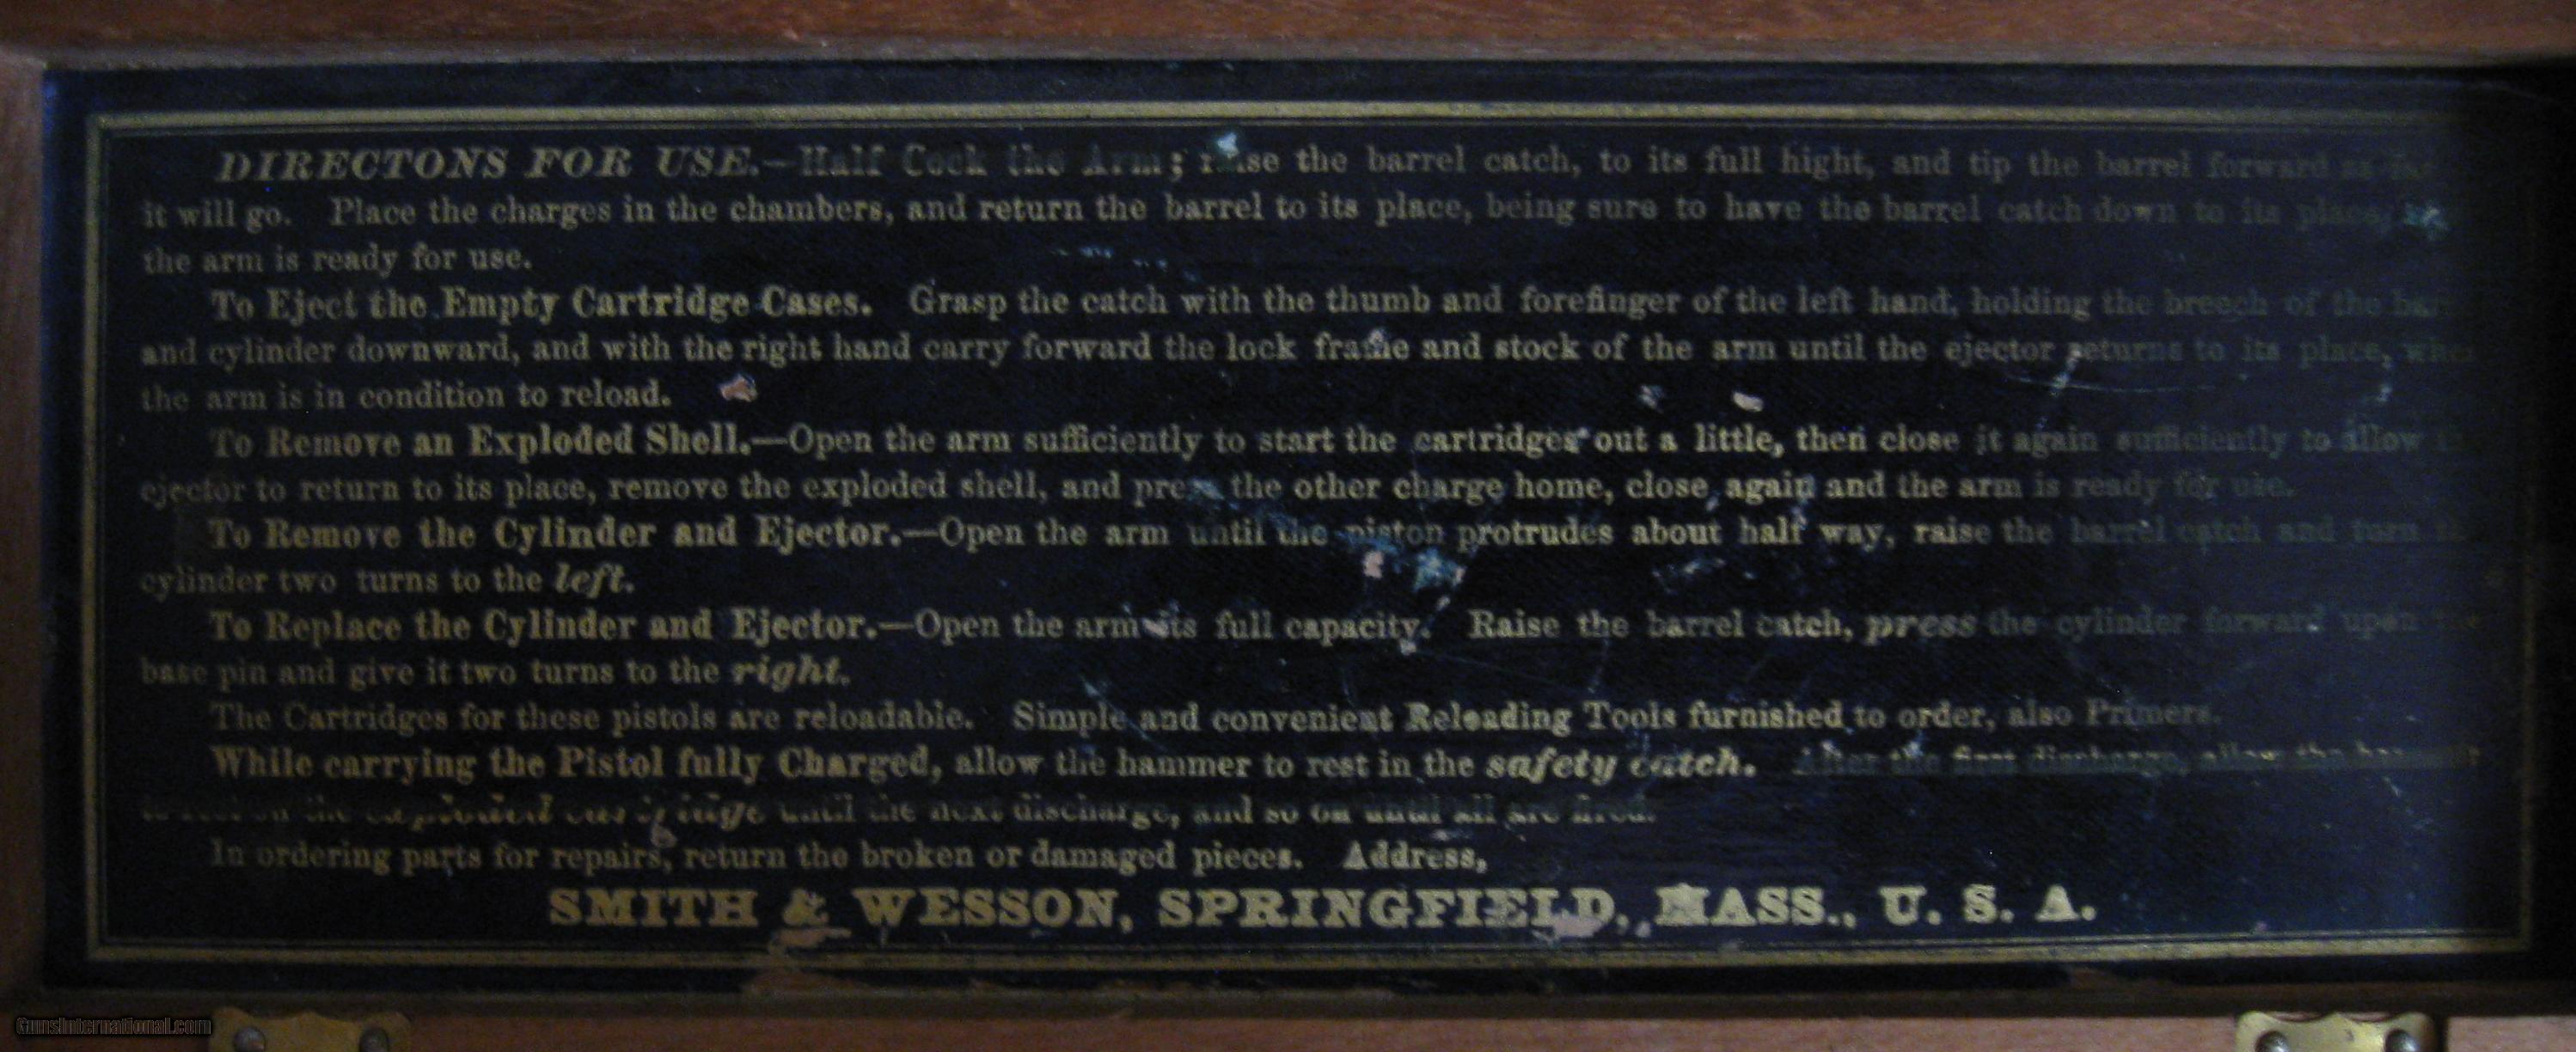 DIRECTONS FOR USE.—Half Cock the Arm; raise the barrel catch, to its full hight, and tip the barrel forward as far
it will go. Place the charges in the chambers, and return the barrel to its place, being sure to have the barrel catch down to its place,
the arm is ready for use.
To Eject the Empty Cartridge Cases. Grasp the catch with the thumb and forefinger of the left hand, holding the breech of the
and cylinder downward, and with the right hand carry forward the lock frame and stock of the arm until the ejector returns to its place, when
the arm is in condition to reload.
To Remove an Exploded Shell.—Open the arm sufficiently to start the cartridges out a little, then close it again sufficiently to allow
ejector to return to its place, remove the exploded shell, and press the other charge home, close again and the arm is ready for use.
To Remove the Cylinder and Ejector.—Open the arm until the piston protrudes about half way, raise the barrel catch and turn
cylinder two turns to the left.
To Replace the Cylinder and Ejector.—Open the arm its full capacity. Raise the barrel catch, press the cylinder forward upon
base pin and give it two turns to the right.
The Cartridges for these pistols are reloadable. Simple and convenient Reloading Tools furnished to order, also Primers.
While carrying the Pistol fully Charged, allow the hammer to rest in the safety catch. After the first discharge, allow the hammer
on the exploded cartridge until the next discharge, and so on until all are fired.
In ordering parts for repairs, return the broken or damaged pieces. Address,
SMITH & WESSON, SPRINGFIELD, MASS., U. S. A.
GunsInternational.com